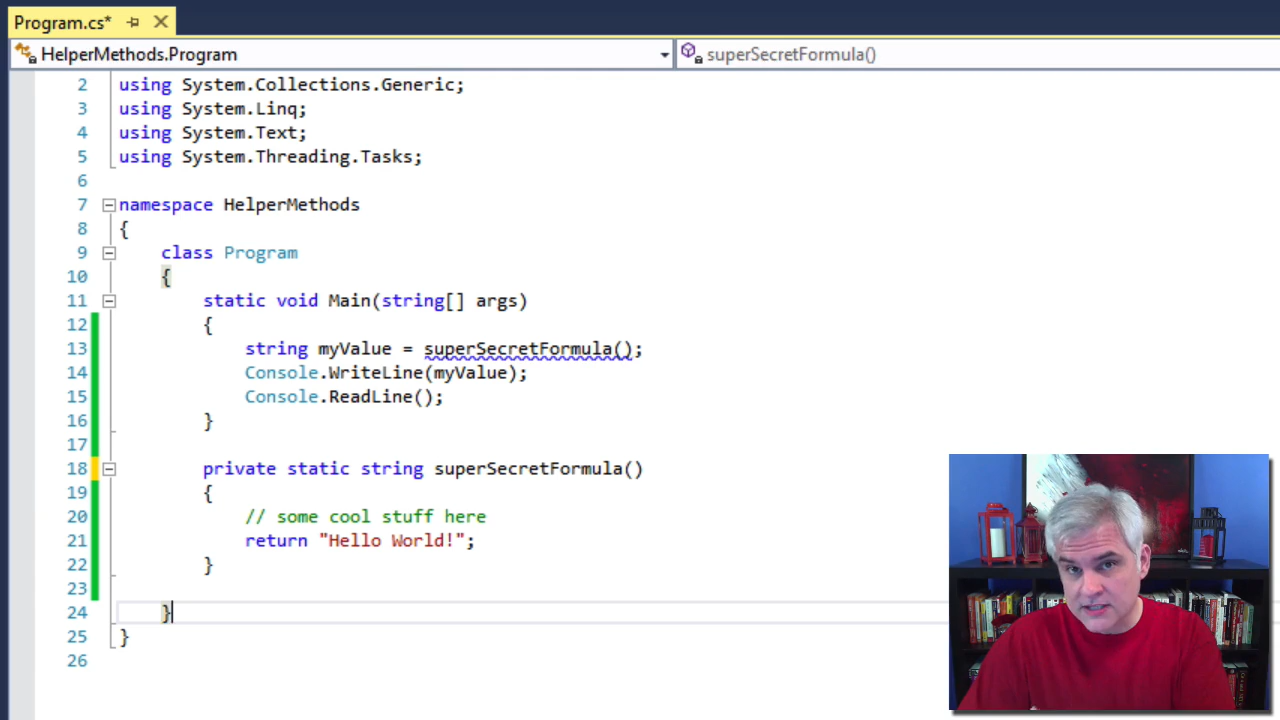 Program.cs*
HelperMethods.Program
superSecretFormula()
2 using System.Collections.Generic;
3 using System.Linq;
4 using System.Text;
5 using System.Threading.Tasks;
6
7 namespace HelperMethods
8 {
9 class Program
10 {
11 static void Main(string[] args)
12 {
13 string myValue = superSecretFormula();
14 Console.WriteLine(myValue);
15 Console.ReadLine();
16 }
17
18 private static string superSecretFormula()
19 {
20 // some cool stuff here
21 return "Hello World!";
22 }
23
24 }
25 }
26